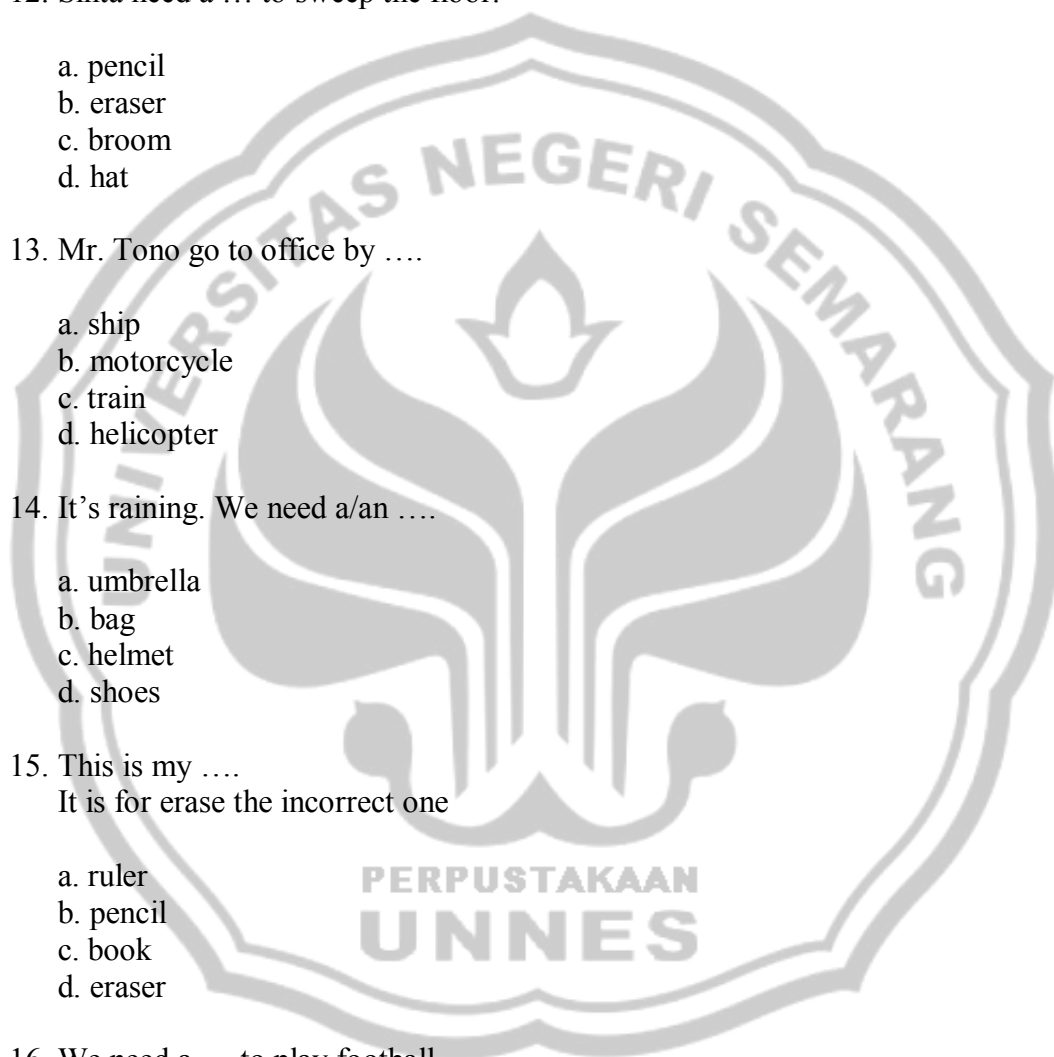 12. Sinta need a … to sweep the floor.
a. pencil
b. eraser
c. broom
d. hat
13. Mr. Tono go to office by ….
a. ship
b. motorcycle
c. train
d. helicopter
14. It’s raining. We need a/an ….
a. umbrella
b. bag
c. helmet
d. shoes
15. This is my ….
It is for erase the incorrect one
a. ruler
b. pencil
c. book
d. eraser
16. We need a … to play football
UNIVERSITAS NEGERI SEMARANG
PERPUSTAKAAN
UNNES